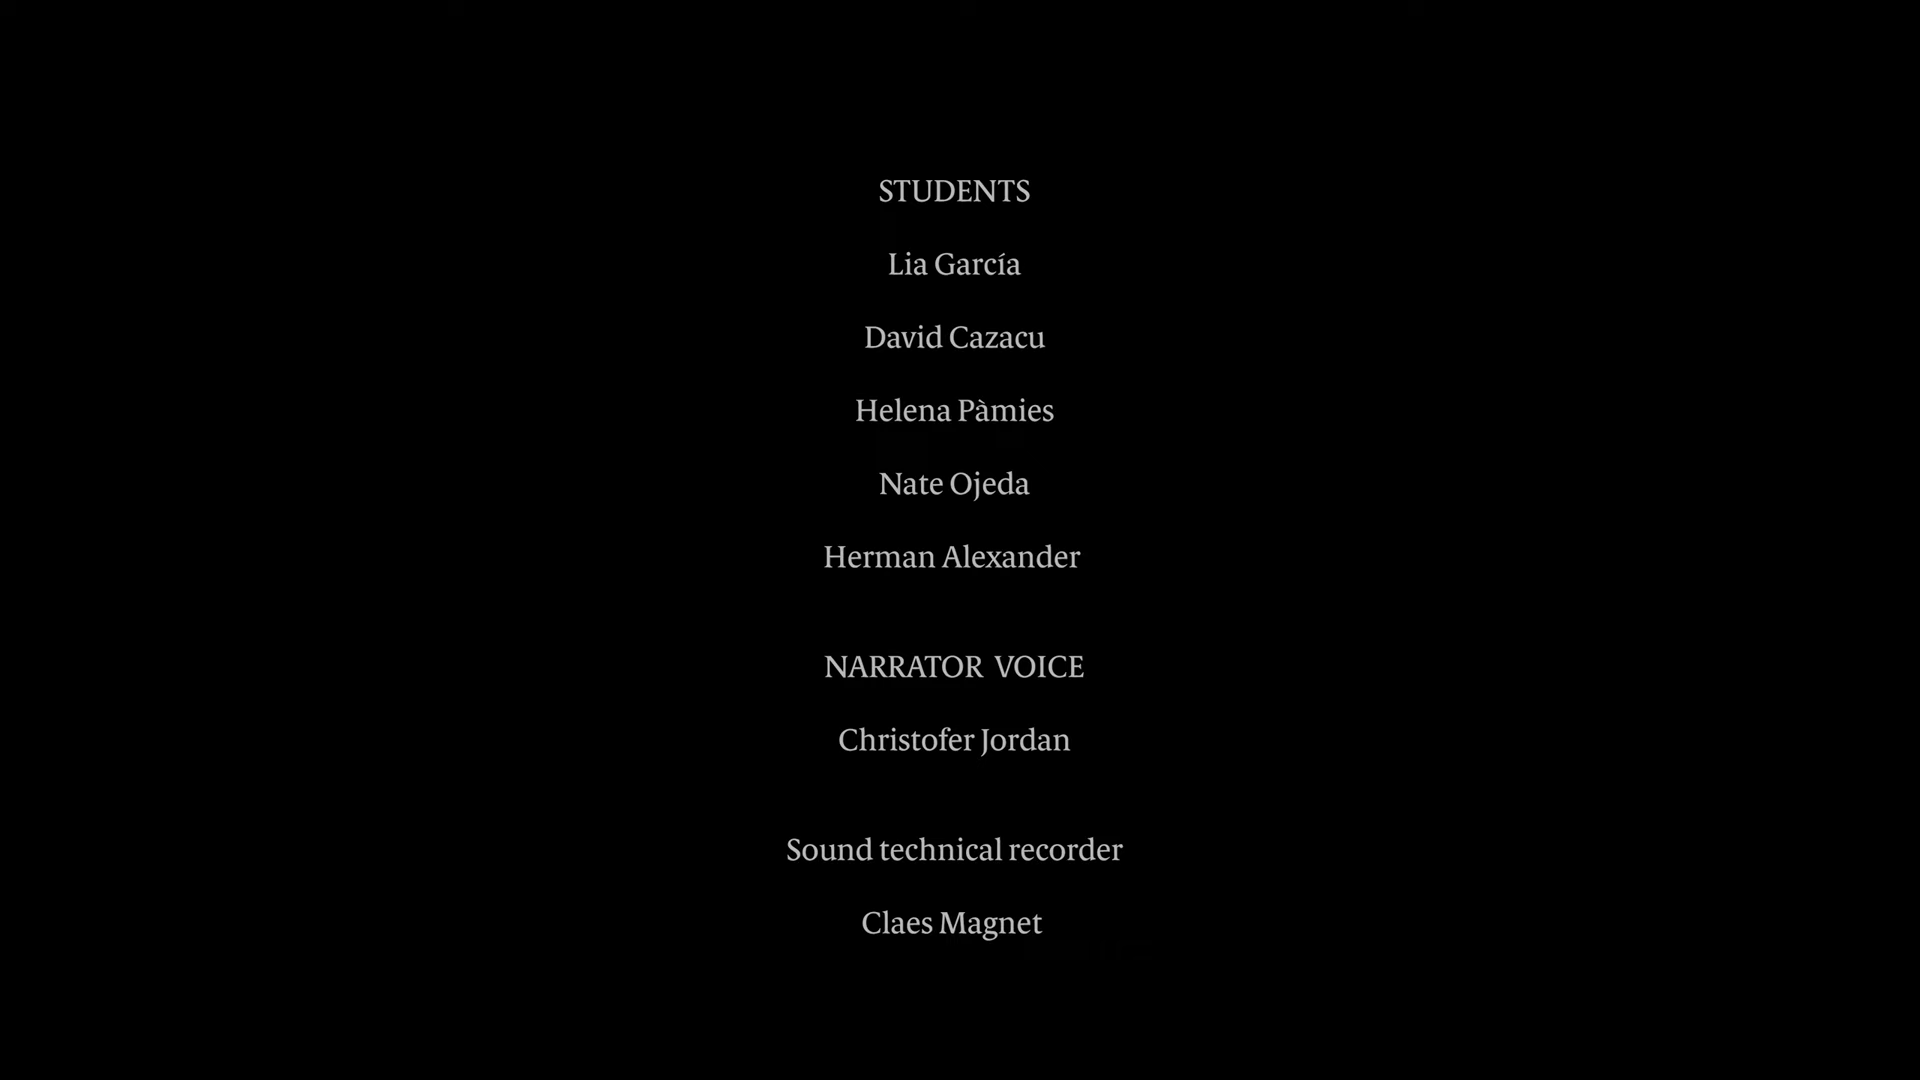 STUDENTS
Lia García
David Cazacu
Helena Pàmies
Nate Ojeda
Herman Alexander
NARRATOR VOICE
Christofer Jordan
Sound technical recorder
Claes Magnet